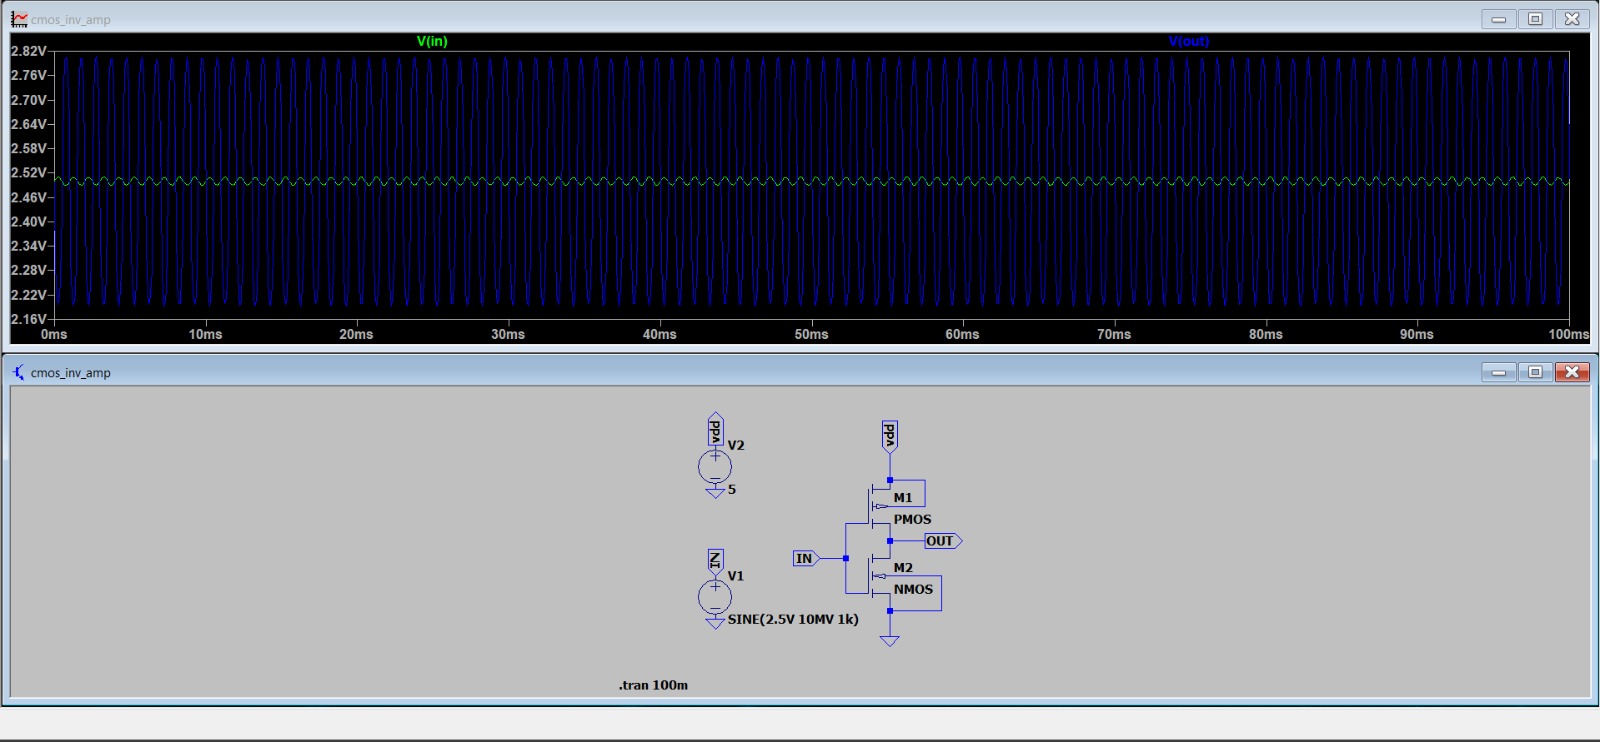 cmos_inv_amp
V(in) V(out)
2.82V
2.76V
2.70V
2.64V
2.58V
2.52V
2.46V
2.40V
2.34V
2.28V
2.22V
2.16V
0ms 10ms 20ms 30ms 40ms 50ms 60ms 70ms 80ms 90ms 100ms
cmos_inv_amp
vdd
V2
5
IN
V1
SINE(2.5V 10MV 1k)
vdd
M1
PMOS
OUT
IN
M2
NMOS
.tran 100m